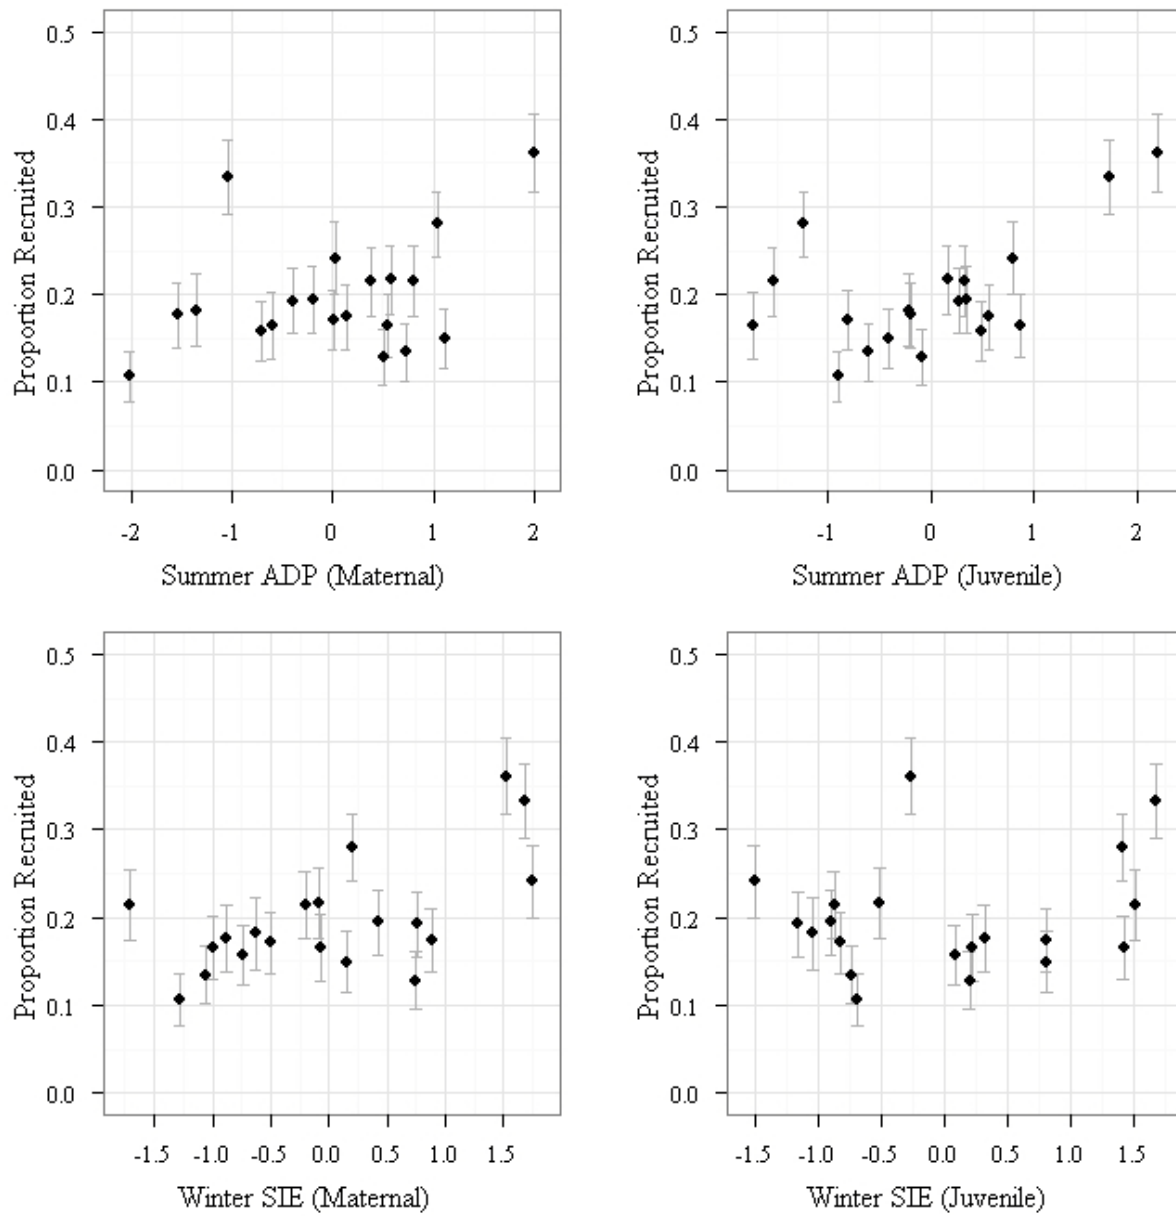 0.5
0.4
0.3
0.2
0.1
0.0
Proportion Recruited
-2 -1 0 1 2
Summer ADP (Maternal)
0.5
0.4
0.3
0.2
0.1
0.0
Proportion Recruited
-1 0 1 2
Summer ADP (Juvenile)
0.5
0.4
0.3
0.2
0.1
0.0
Proportion Recruited
-1.5 -1.0 -0.5 0.0 0.5 1.0 1.5
Winter SIE (Maternal)
0.5
0.4
0.3
0.2
0.1
0.0
Proportion Recruited
-1.5 -1.0 -0.5 0.0 0.5 1.0 1.5
Winter SIE (Juvenile)